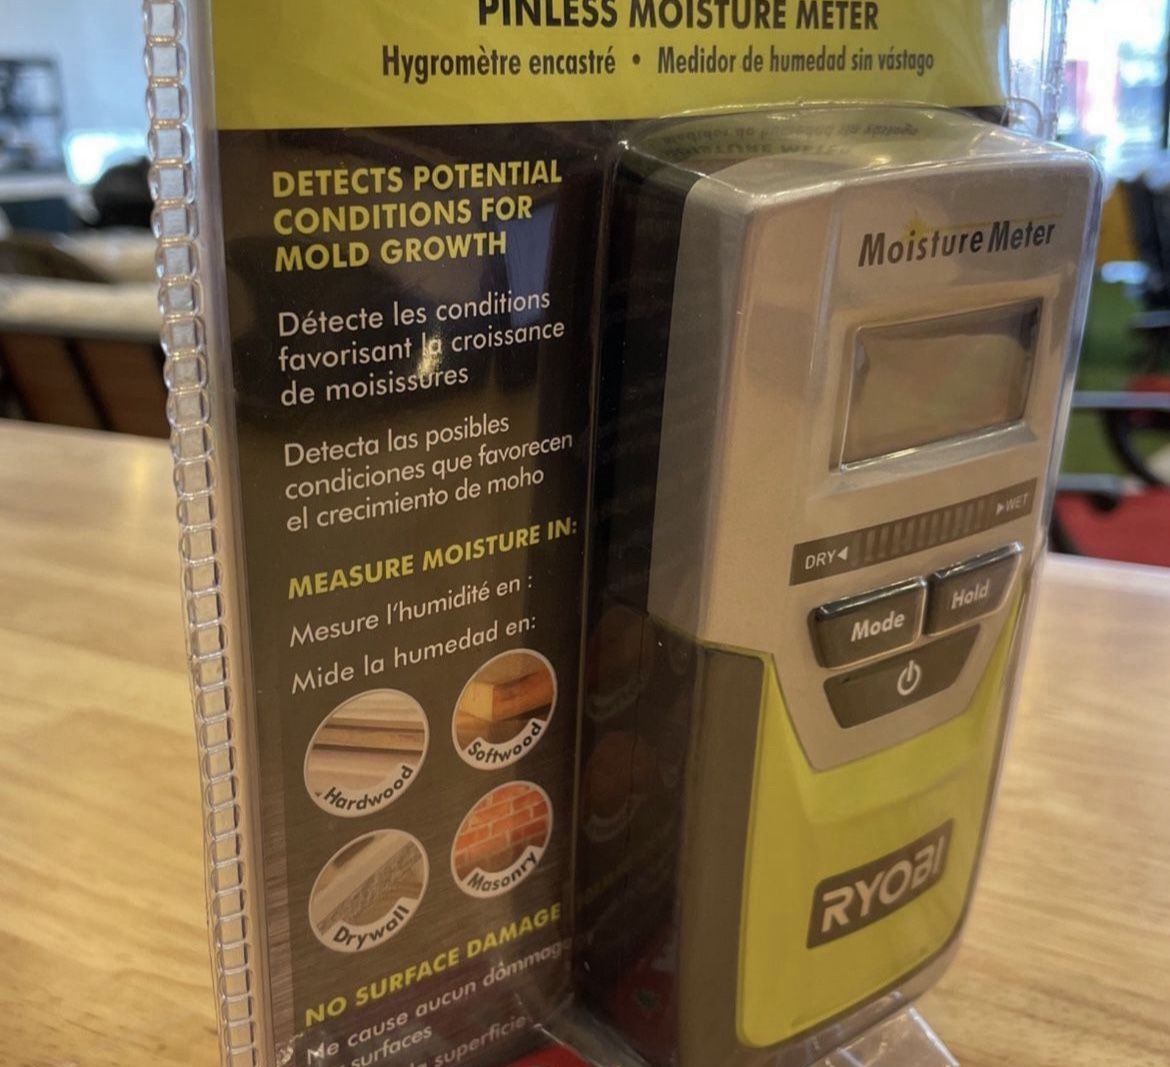 PINLESS MOISTURE METER
Hygromètre encastré • Medidor de humedad sin vástago
DETECTS POTENTIAL
CONDITIONS FOR
MOLD GROWTH
Détecte les conditions
favorisant la croissance
de moisissures
Detecta las posibles
condiciones que favorecen
el crecimiento de moho
MEASURE MOISTURE IN:
Mesure l'humidité en :
Mide la humedad en:
Hardwood
Softwood
Drywall
Masonry
NO SURFACE DAMAGE
Ne cause aucun
surfaces
superficie
Moisture Meter
DRY◀ ▶WET
Mode Hold
RYOBI